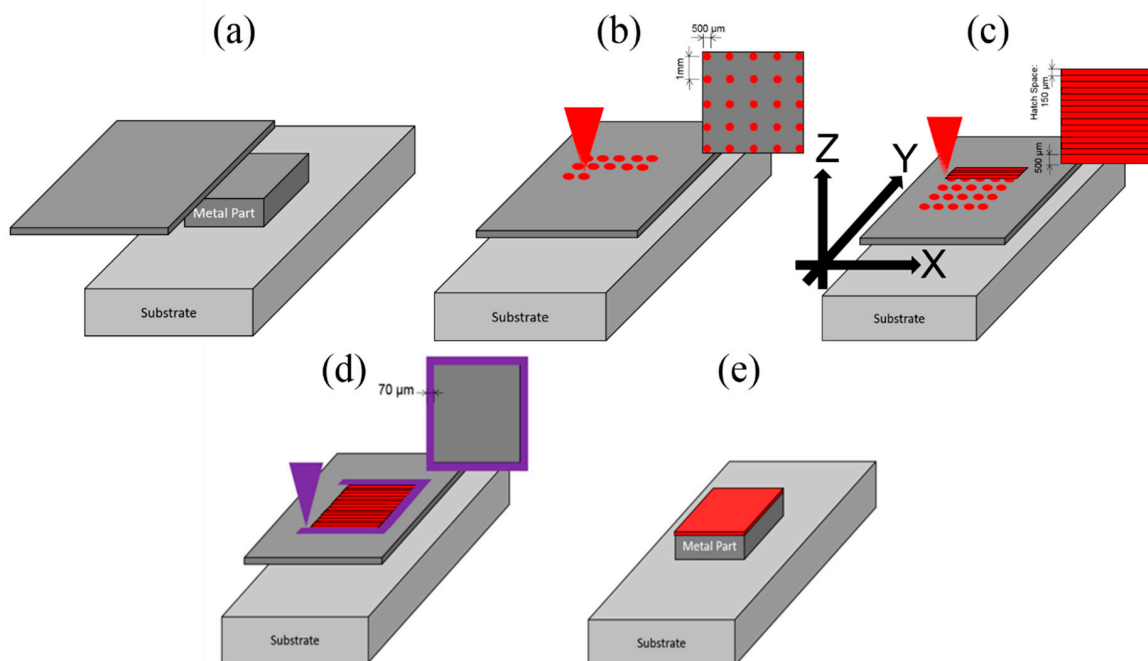 (a)
Metal Part
Substrate
(b)
500 µm
1mm
Substrate
(c)
Hatch Space:
150 µm
500 µm
Z
Y
X
Substrate
(d)
70 µm
Substrate
(e)
Metal Part
Substrate